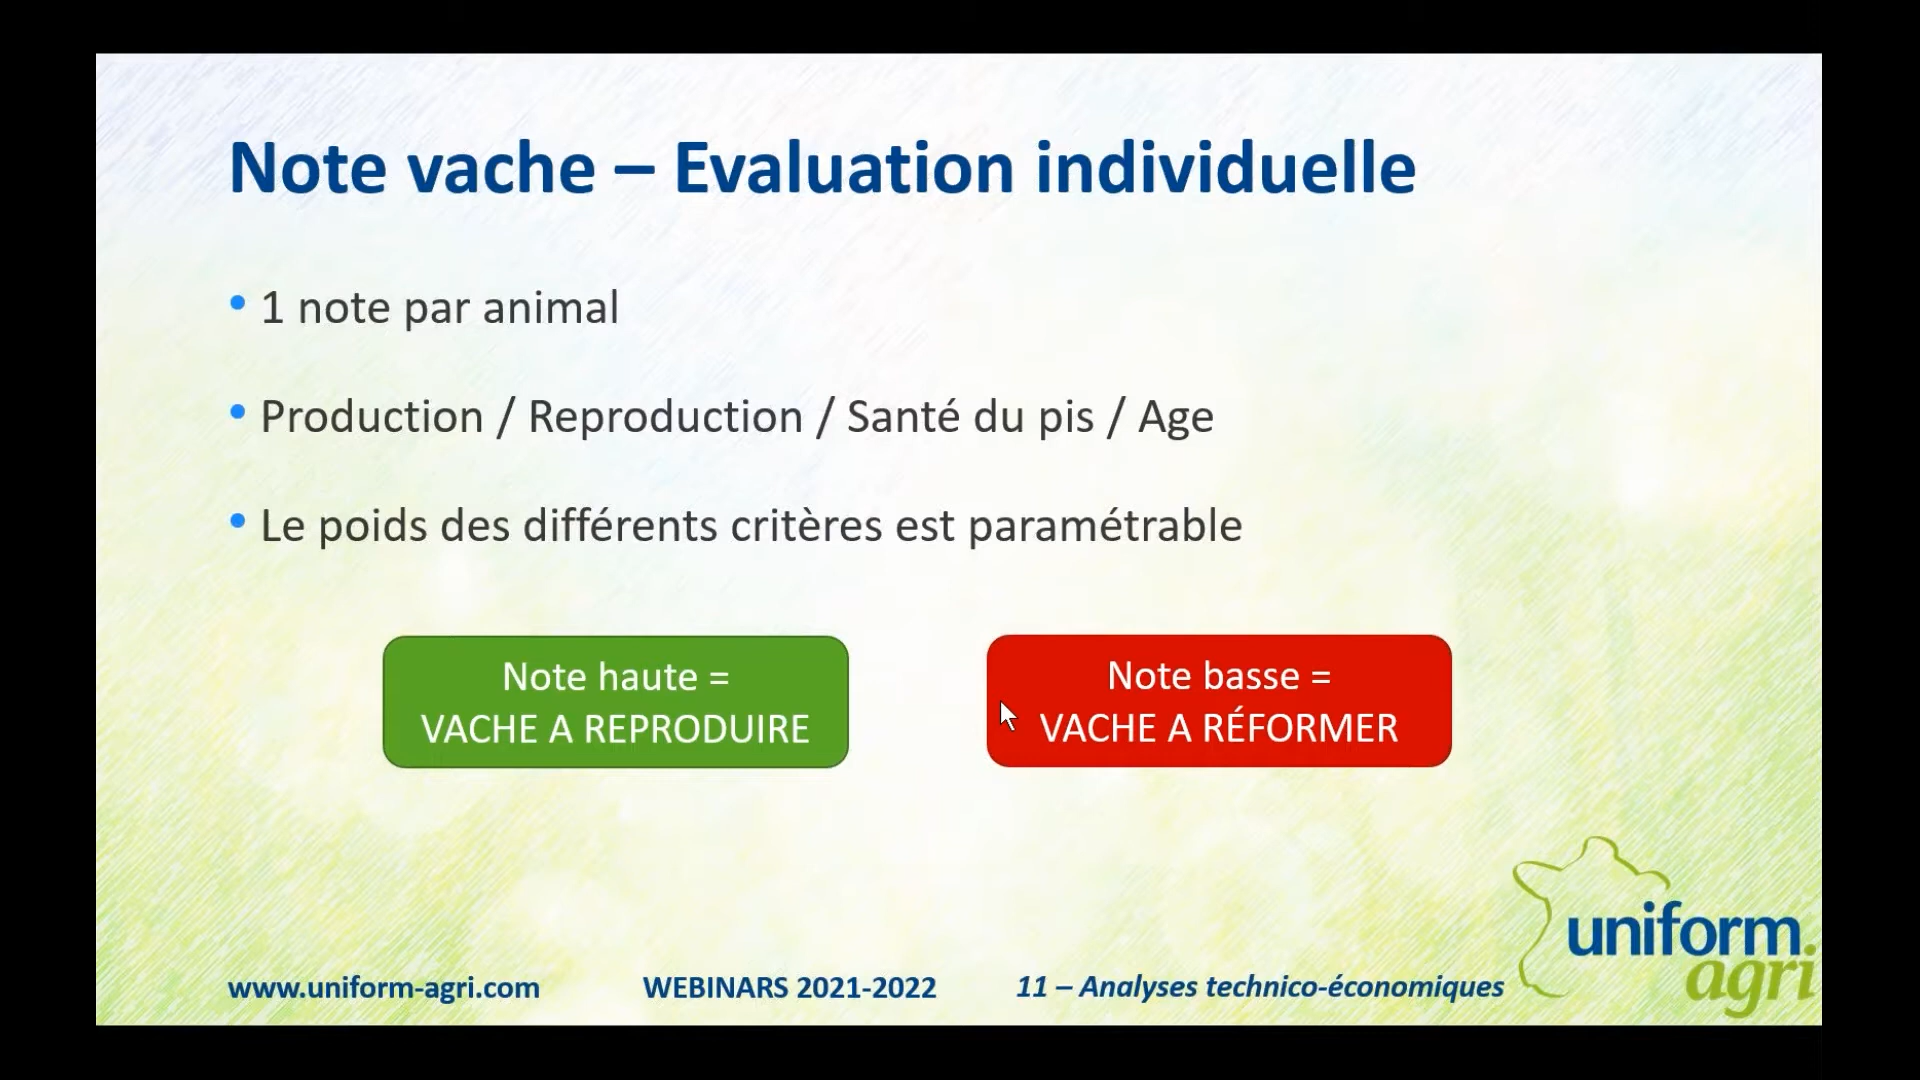 Note vache – Evaluation individuelle
• 1 note par animal
• Production / Reproduction / Santé du pis / Age
• Le poids des différents critères est paramétrable
Note haute =
VACHE A REPRODUIRE
Note basse =
VACHE A RÉFORMER
www.uniform-agri.com
WEBINARS 2021-2022
11 – Analyses technico-économiques
uniform
agri